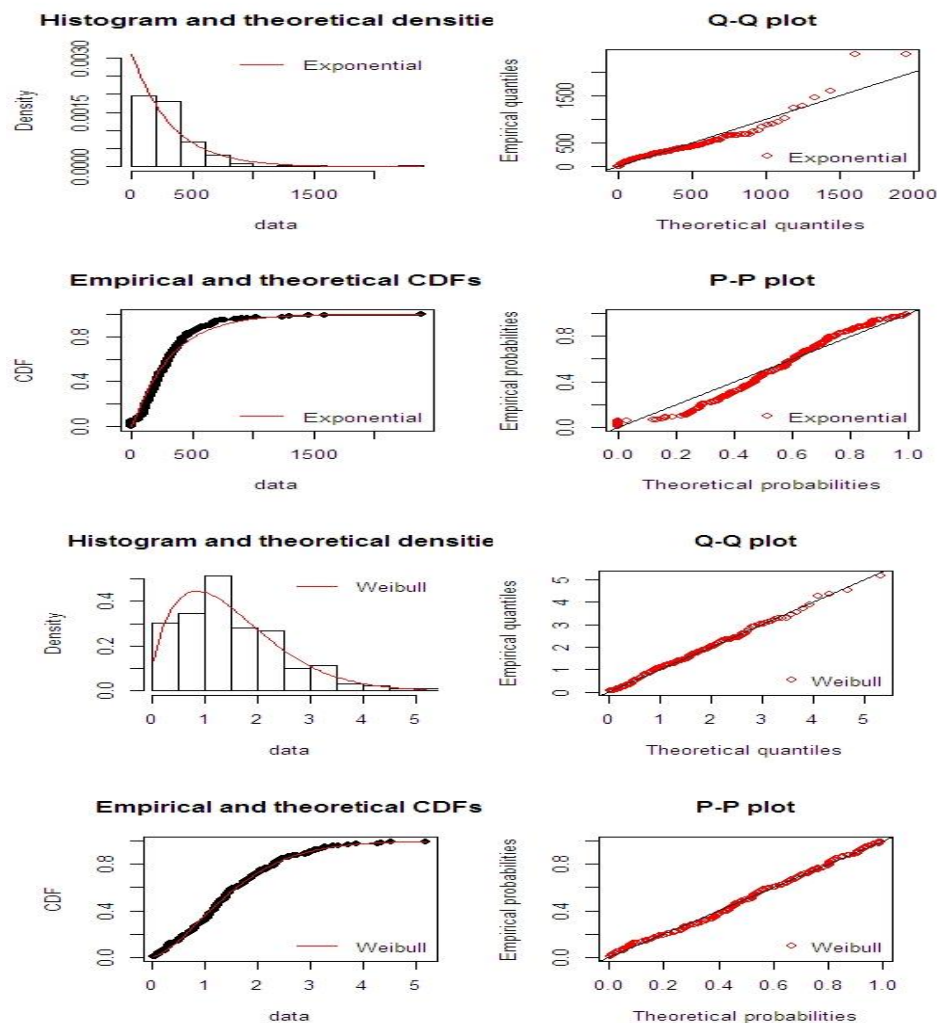 Histogram and theoretical densitie
Density
0.0000
0.0015
0.0030
Exponential
0
500
1500
data
Q-Q plot
Empirical quantiles
0
500
1500
Exponential
0
500
1000
1500
2000
Theoretical quantiles
Empirical and theoretical CDFs
CDF
0.0
0.4
0.8
Exponential
0
500
1500
data
P-P plot
Empirical probabilities
0.0
0.4
0.8
Exponential
0.0
0.2
0.4
0.6
0.8
1.0
Theoretical probabilities
Histogram and theoretical densitie
Density
0.0
0.2
0.4
Weibull
0
1
2
3
4
5
data
Q-Q plot
Empirical quantiles
0
1
2
3
4
5
Weibull
0
1
2
3
4
5
Theoretical quantiles
Empirical and theoretical CDFs
CDF
0.0
0.4
0.8
Weibull
0
1
2
3
4
5
data
P-P plot
Empirical probabilities
0.0
0.4
0.8
Weibull
0.0
0.2
0.4
0.6
0.8
1.0
Theoretical probabilities